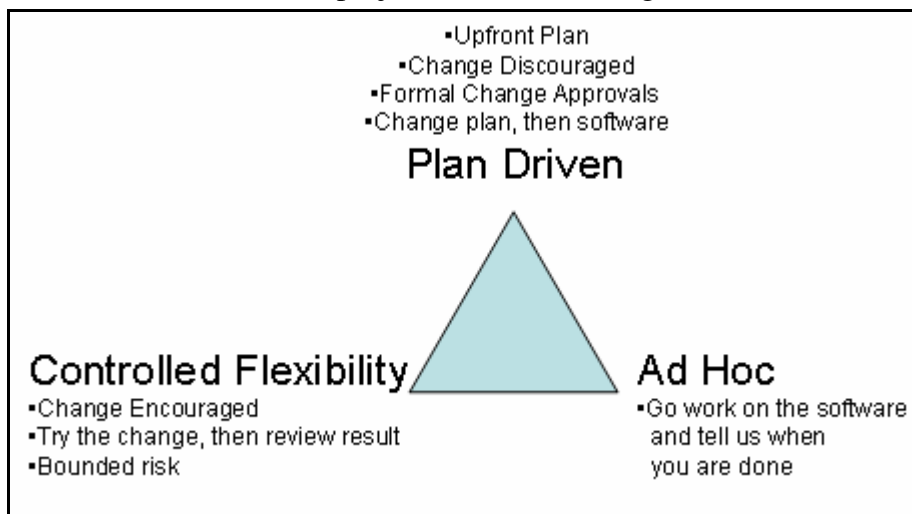 ▪Upfront Plan
▪Change Discouraged
▪Formal Change Approvals
▪Change plan, then software
Plan Driven
Controlled Flexibility
▪Change Encouraged
▪Try the change, then review result
▪Bounded risk
Ad Hoc
▪Go work on the software
and tell us when
you are done